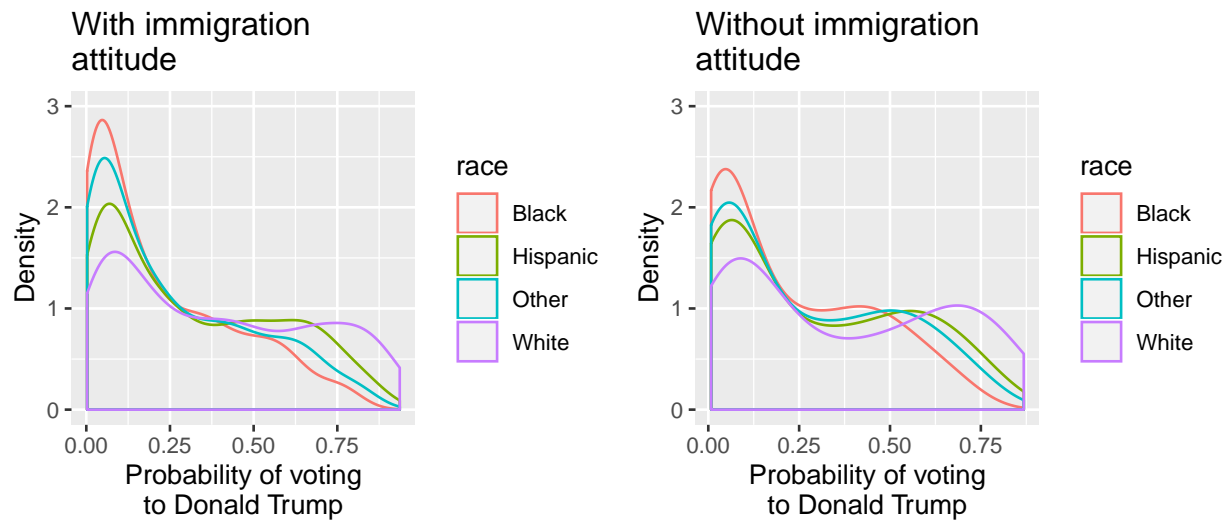 With immigration
attitude
Density
3
2
1
0
0.00 0.25 0.50 0.75
Probability of voting
to Donald Trump
race
Black
Hispanic
Other
White
Without immigration
attitude
Density
3
2
1
0
0.00 0.25 0.50 0.75
Probability of voting
to Donald Trump
race
Black
Hispanic
Other
White